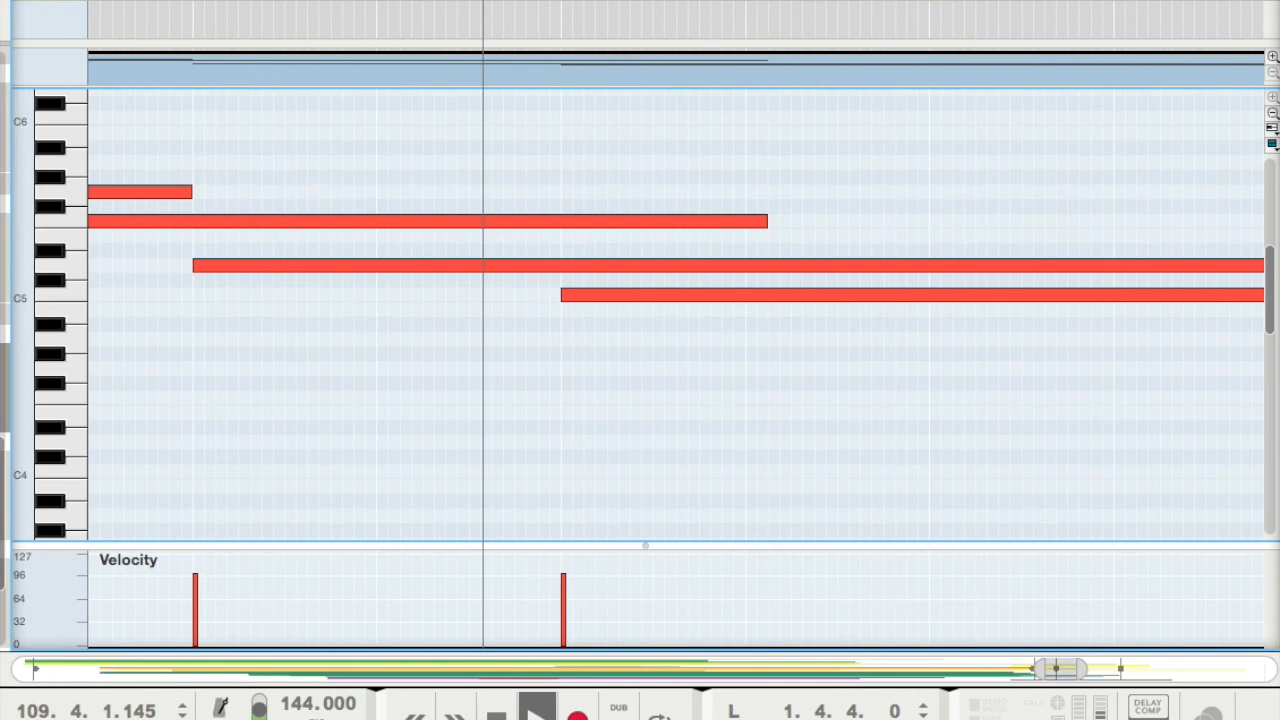 C6
C5
C4
127
96
64
32
0
Velocity
109. 4. 1.145
144.000
DUB
L
1. 4. 4. 0
DELAY
COMP